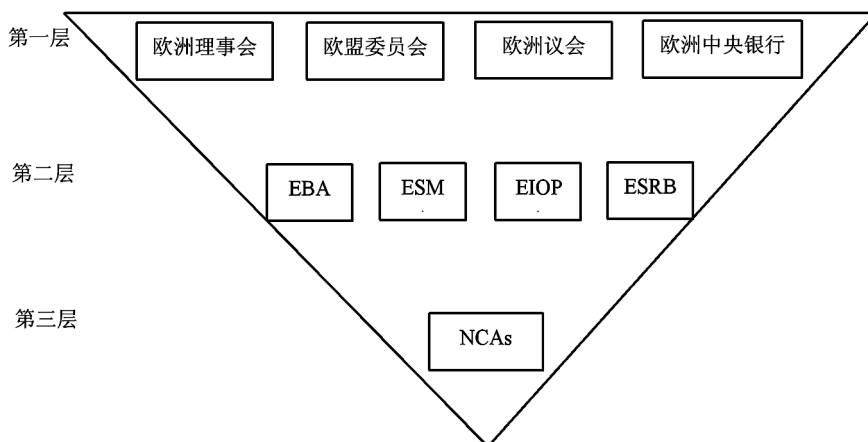 第一层
欧洲理事会 欧盟委员会 欧洲议会 欧洲中央银行
第二层
EBA ESM EIOP ESRB
第三层
NCAs